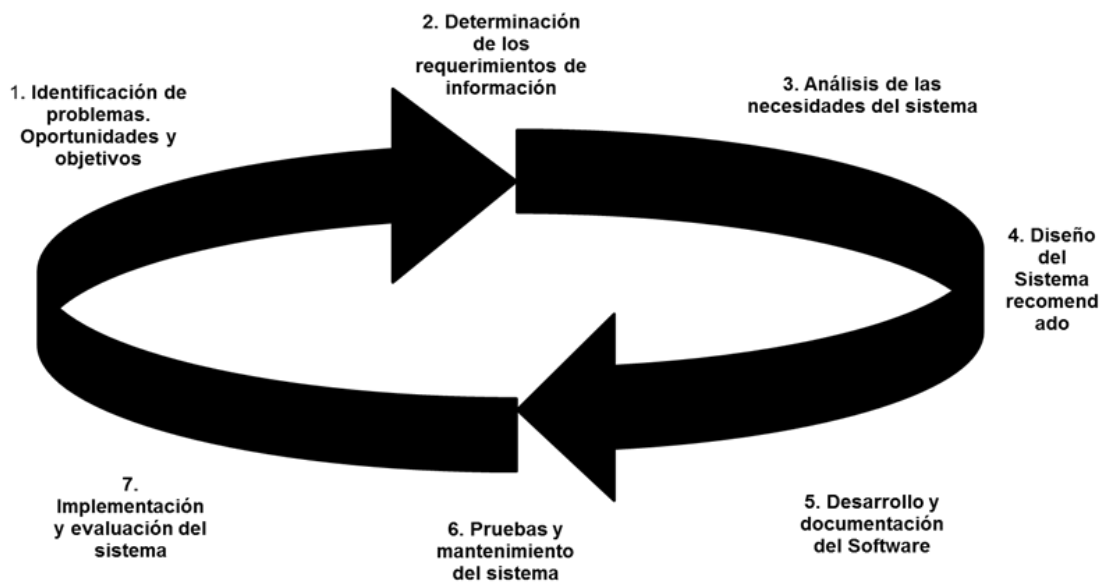 1. Identificación de
problemas.
Oportunidades y
objetivos
2. Determinación
de los
requerimientos de
información
3. Análisis de las
necesidades del sistema
4. Diseño
del
Sistema
recomend
ado
5. Desarrollo y
documentación
del Software
6. Pruebas y
mantenimiento
del sistema
7.
Implementación
y evaluación del
sistema